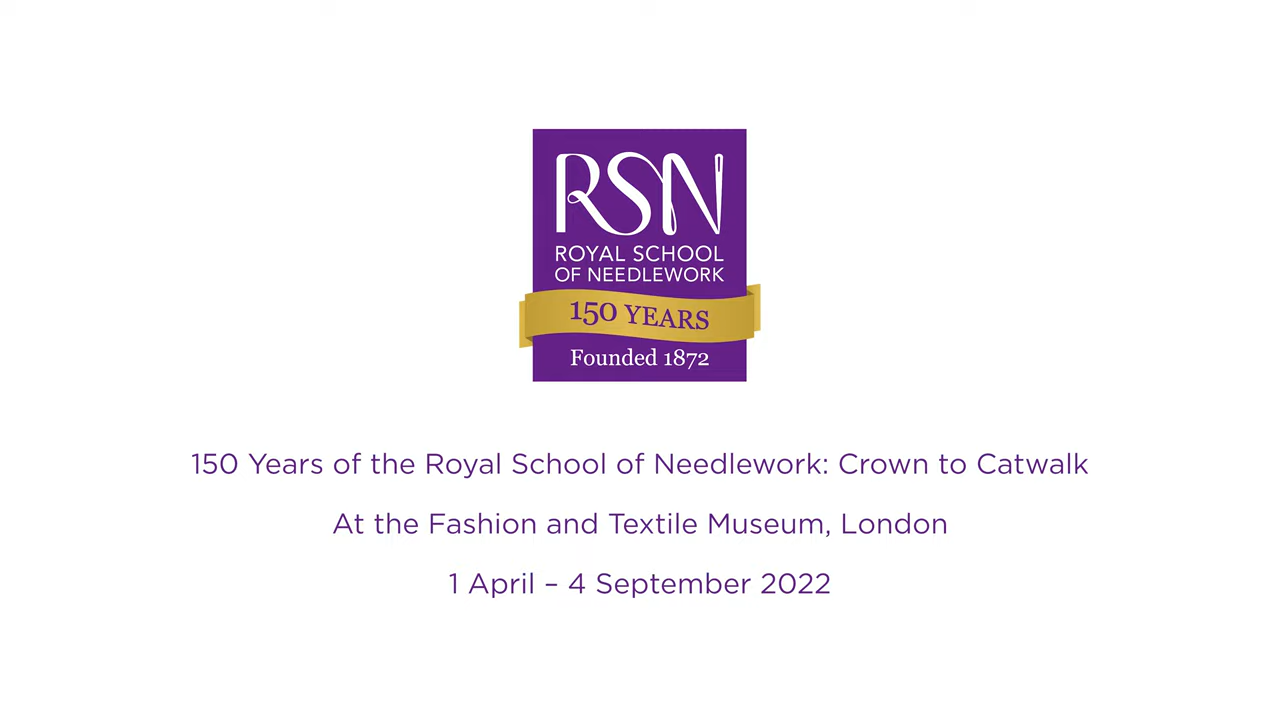 RSN
ROYAL SCHOOL
OF NEEDLEWORK
150 YEARS
Founded 1872
150 Years of the Royal School of Needlework: Crown to Catwalk
At the Fashion and Textile Museum, London
1 April – 4 September 2022